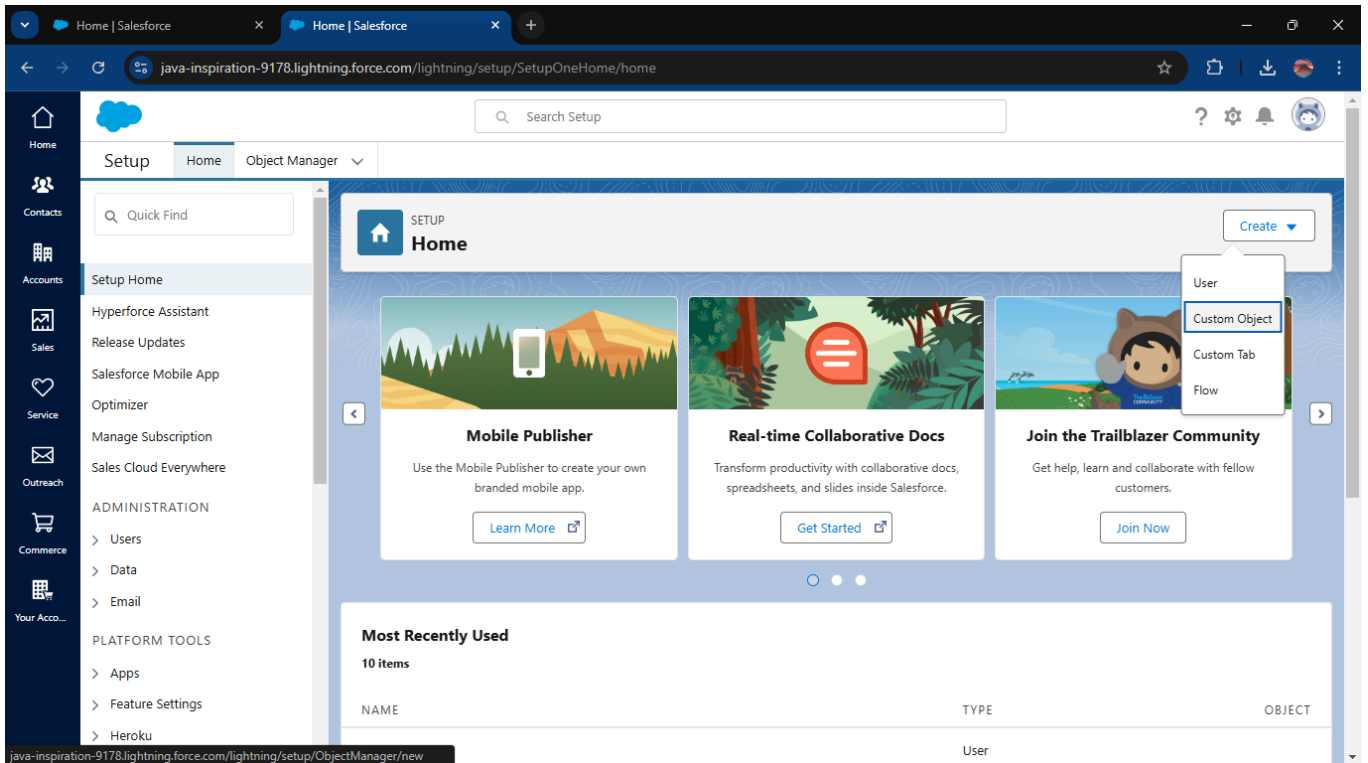 Home | Salesforce
Home | Salesforce
java-inspiration-9178.lightning.force.com/lightning/setup/SetupOneHome/home
Home
Contacts
Accounts
Sales
Service
Outreach
Commerce
Your Acco...
Search Setup
Setup
Home
Object Manager
Quick Find
Setup Home
Hyperforce Assistant
Release Updates
Salesforce Mobile App
Optimizer
Manage Subscription
Sales Cloud Everywhere
ADMINISTRATION
Users
Data
Email
PLATFORM TOOLS
Apps
Feature Settings
Heroku
SETUP
Home
Create
User
Custom Object
Custom Tab
Flow
Mobile Publisher
Use the Mobile Publisher to create your own
branded mobile app.
Learn More
Real-time Collaborative Docs
Transform productivity with collaborative docs,
spreadsheets, and slides inside Salesforce.
Get Started
Join the Trailblazer Community
Get help, learn and collaborate with fellow
customers.
Join Now
Most Recently Used
10 items
NAME TYPE OBJECT
User
java-inspiration-9178.lightning.force.com/lightning/setup/ObjectManager/new